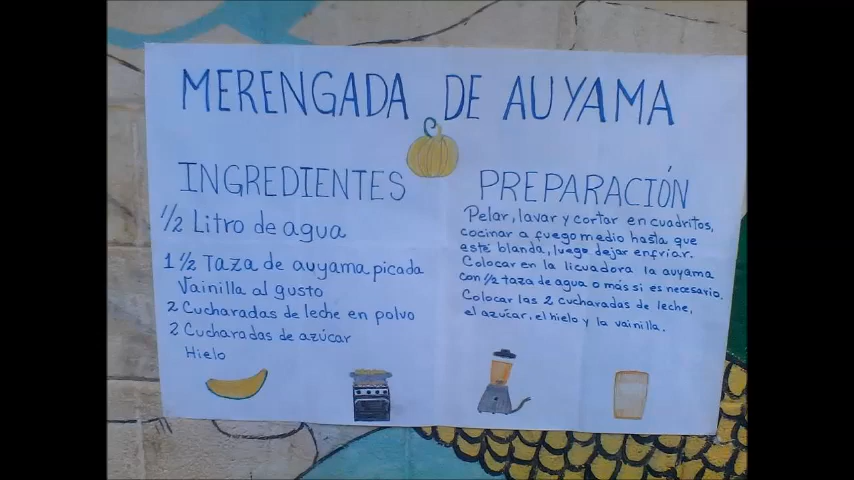 MERENGADA DE AUYAMA
INGREDIENTES
1/2 Litro de agua
1 1/2 Taza de auyama picada
Vainilla al gusto
2 Cucharadas de leche en polvo
2 Cucharadas de azúcar
Hielo
PREPARACIÓN
Pelar, lavar y cortar en cuadritos,
cocinar a fuego medio hasta que
esté blanda, luego dejar enfriar.
Colocar en la licuadora la auyama
con 1/2 taza de agua o más si es necesario.
Colocar las 2 cucharadas de leche,
el azúcar, el hielo y la vainilla.